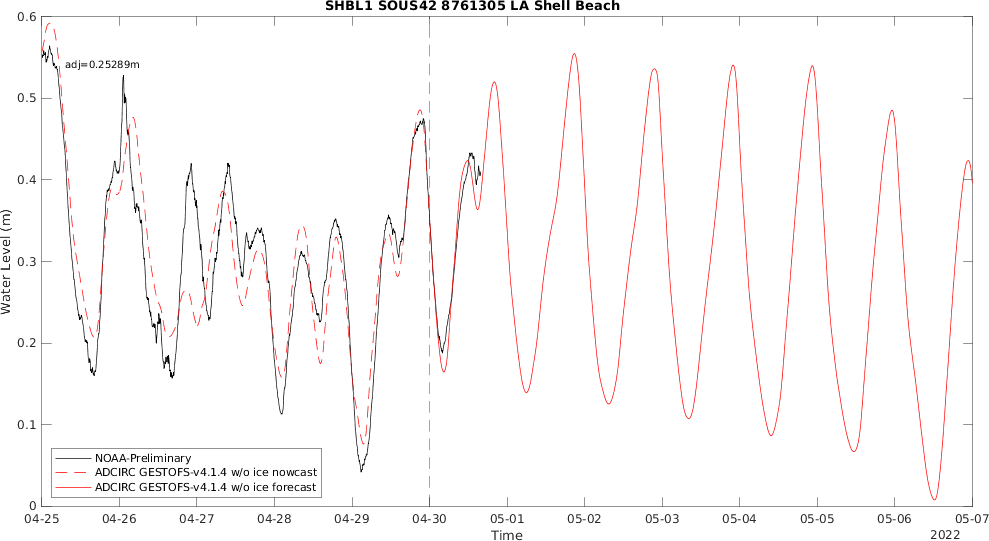 SHBL1 SOUS42 8761305 LA Shell Beach
adj=0.25289m
0.6
0.5
0.4
0.3
0.2
0.1
0
Water Level (m)
NOAA-Preliminary
ADCIRC GESTOFS-v4.1.4 w/o ice nowcast
ADCIRC GESTOFS-v4.1.4 w/o ice forecast
04-25 04-26 04-27 04-28 04-29 04-30 05-01 05-02 05-03 05-04 05-05 05-06 05-07
Time
2022